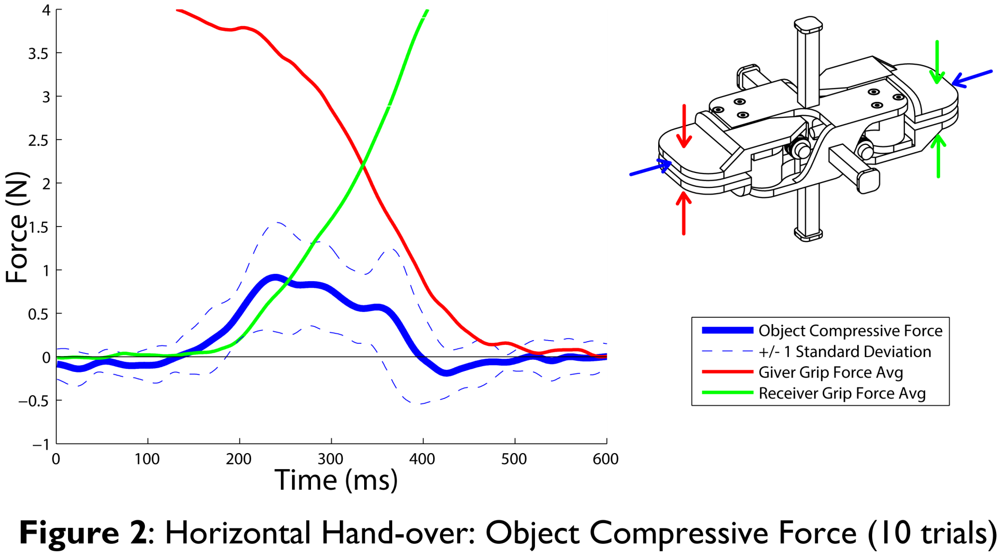 4
3.5
3
2.5
2
1.5
1
0.5
0
−0.5
−1
Force (N)
0 100 200 300 400 500 600
Time (ms)
Object Compressive Force
+/- 1 Standard Deviation
Giver Grip Force Avg
Receiver Grip Force Avg
Figure 2: Horizontal Hand-over: Object Compressive Force (10 trials)